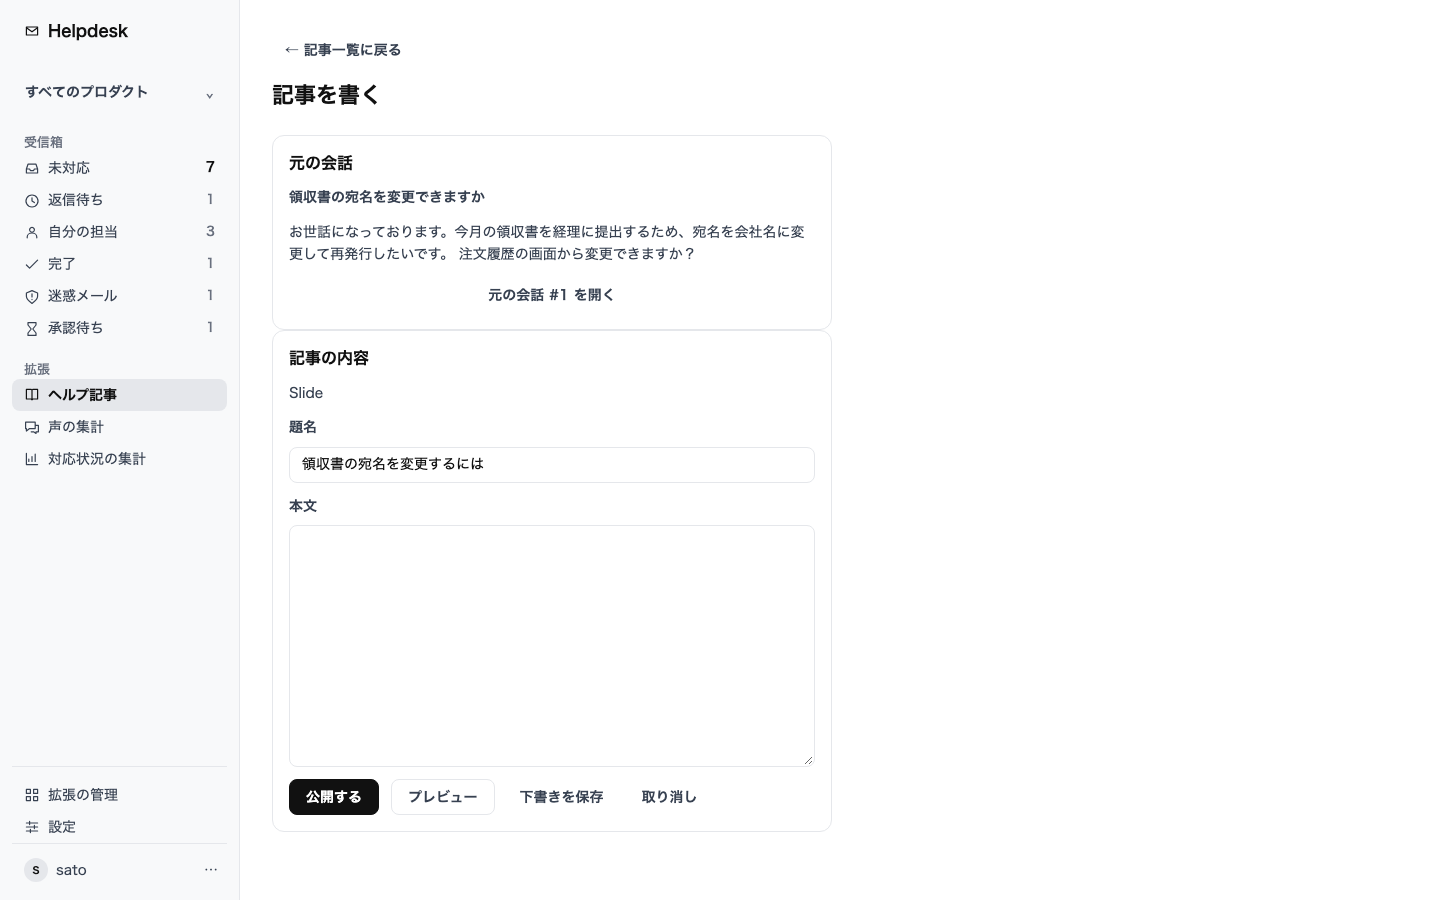 Helpdesk
すべてのプロダクト
受信箱
未対応 7
返信待ち 1
自分の担当 3
完了 1
迷惑メール 1
承認待ち 1
拡張
ヘルプ記事
声の集計
対応状況の集計
拡張の管理
設定
S sato ...
← 記事一覧に戻る
記事を書く
元の会話
領収書の宛名を変更できますか
お世話になっております。今月の領収書を経理に提出するため、宛名を会社名に変
更して再発行したいです。 注文履歴の画面から変更できますか？
元の会話 #1 を開く
記事の内容
Slide
題名
領収書の宛名を変更するには
本文
公開する プレビュー 下書きを保存 取り消し